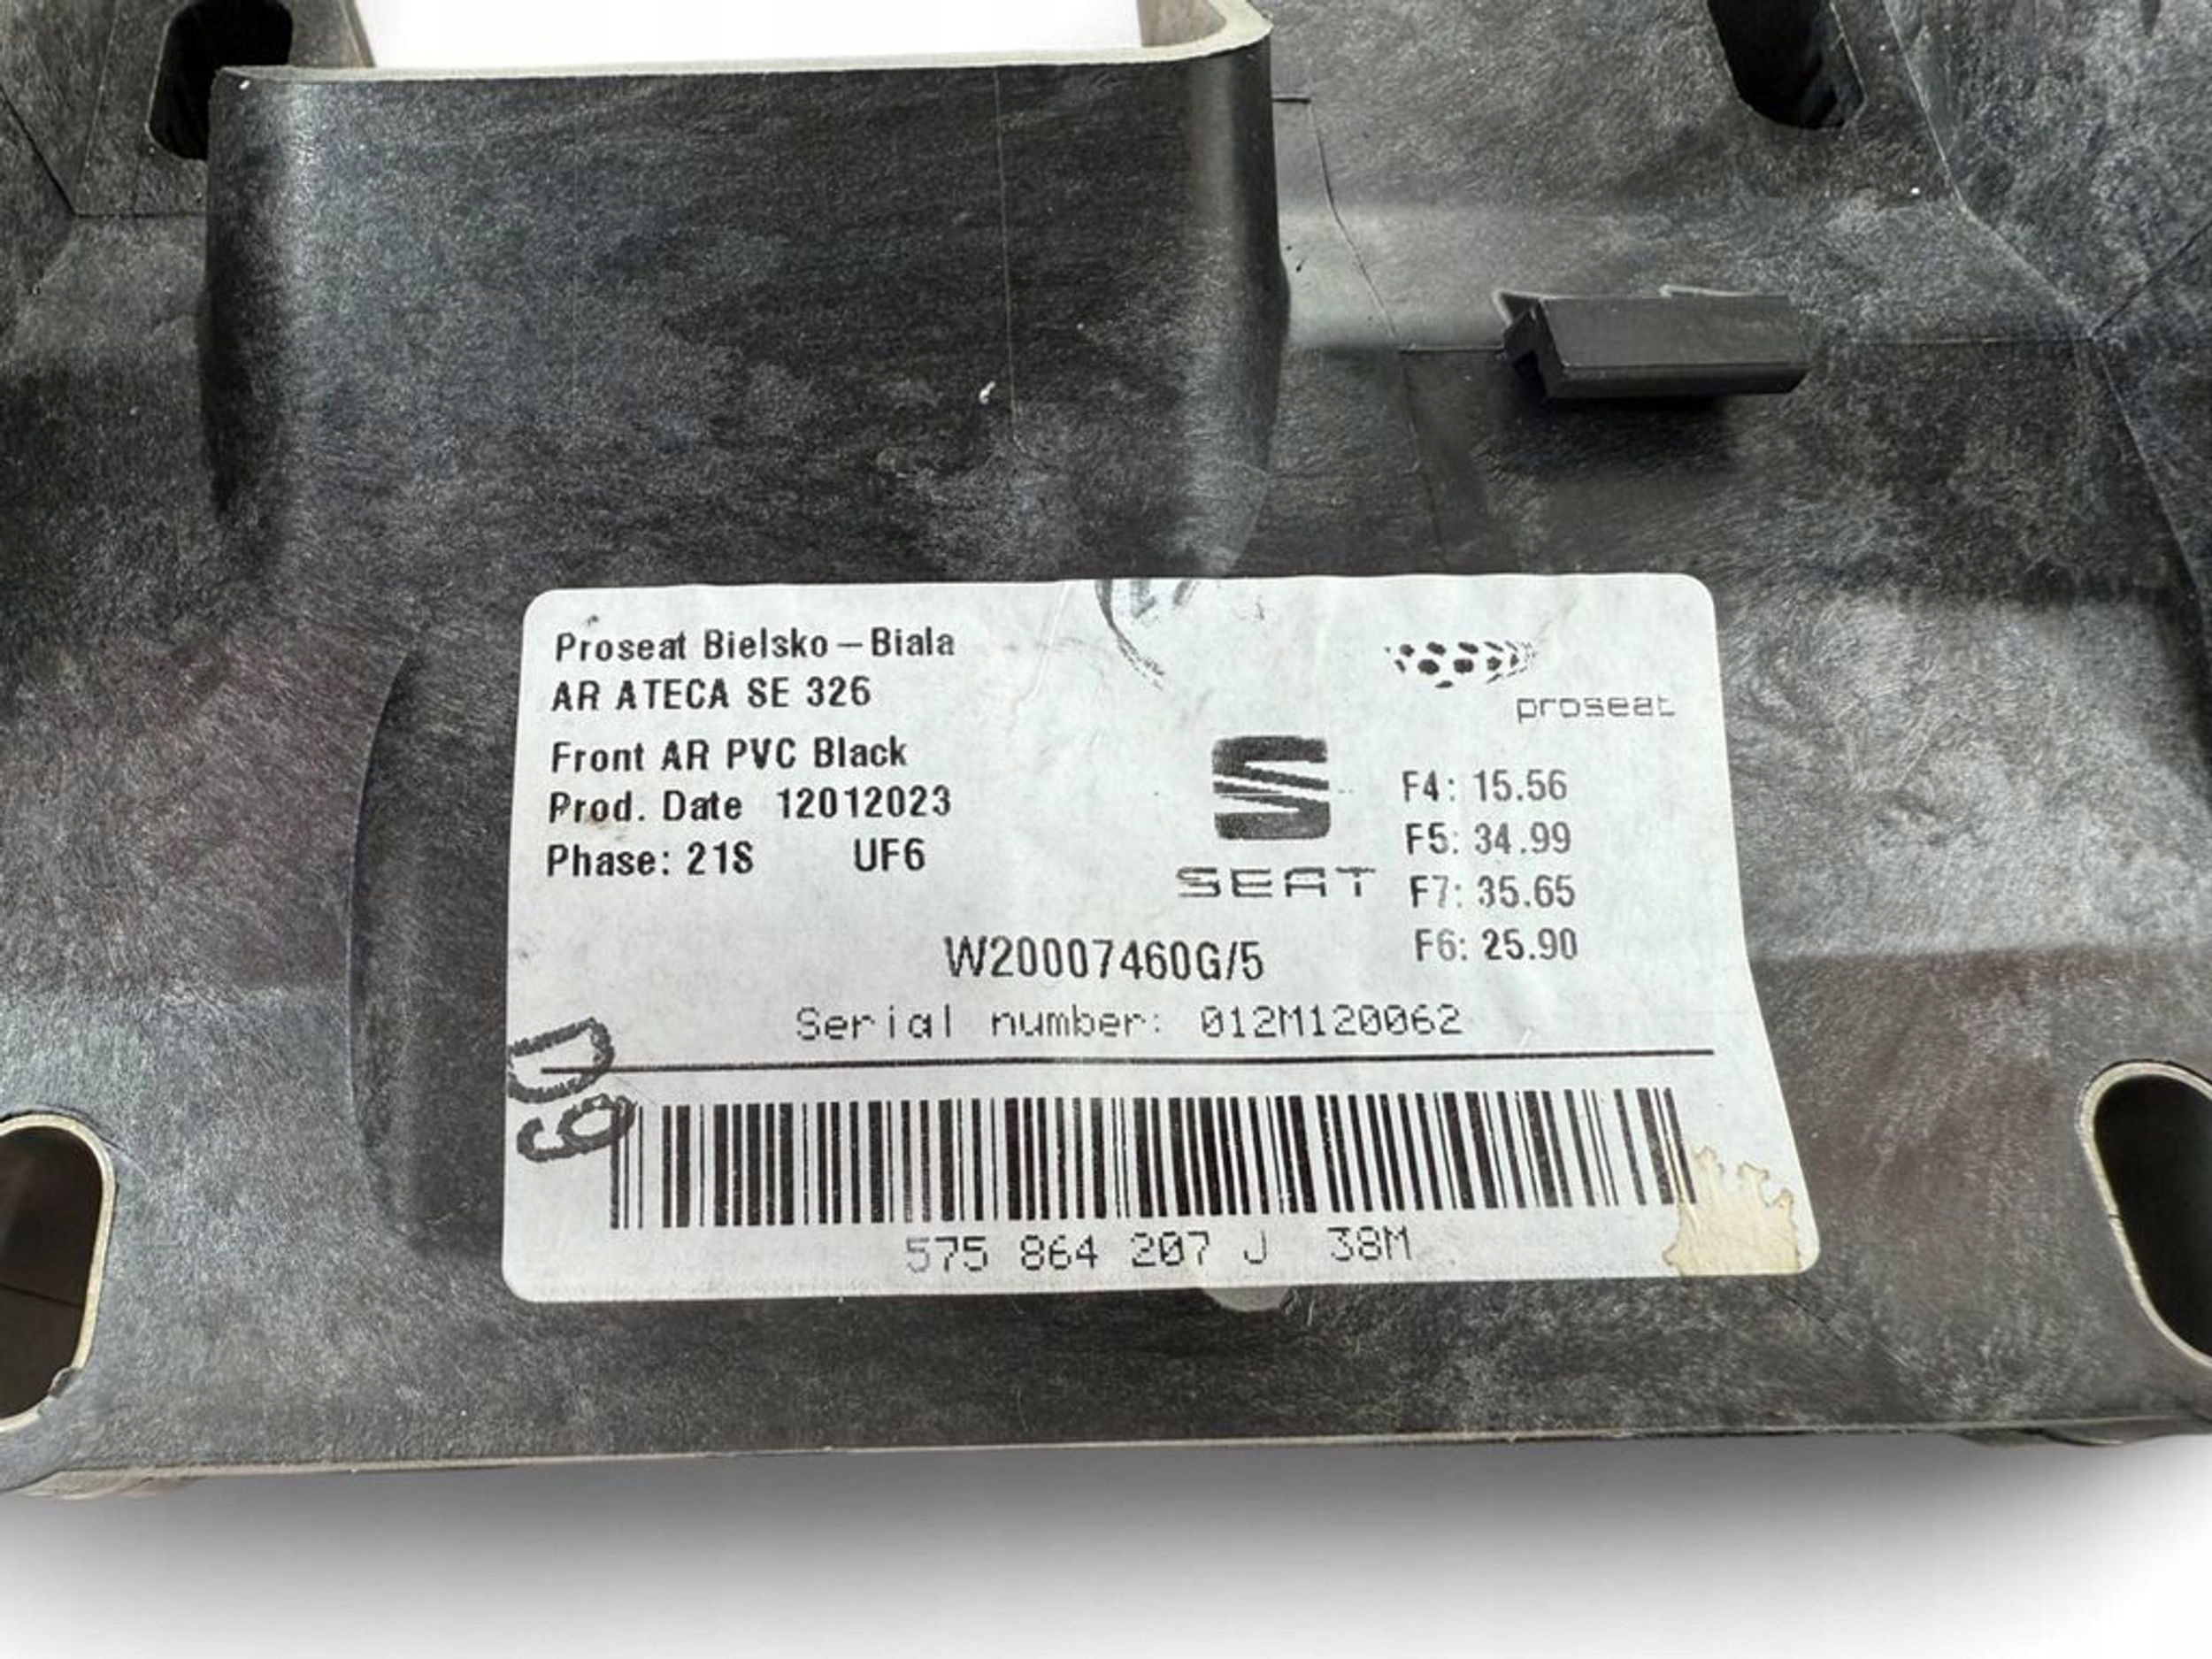 Proseat Bielsko-Biala
AR ATECA SE 326
Front AR PVC Black
Prod. Date 12012023
Phase: 21S UF6
proseat
SEAT
F4: 15.56
F5: 34.99
F7: 35.65
F6: 25.90
W20007460G/5
Serial number: 012M120062
575 864 207 J 38M